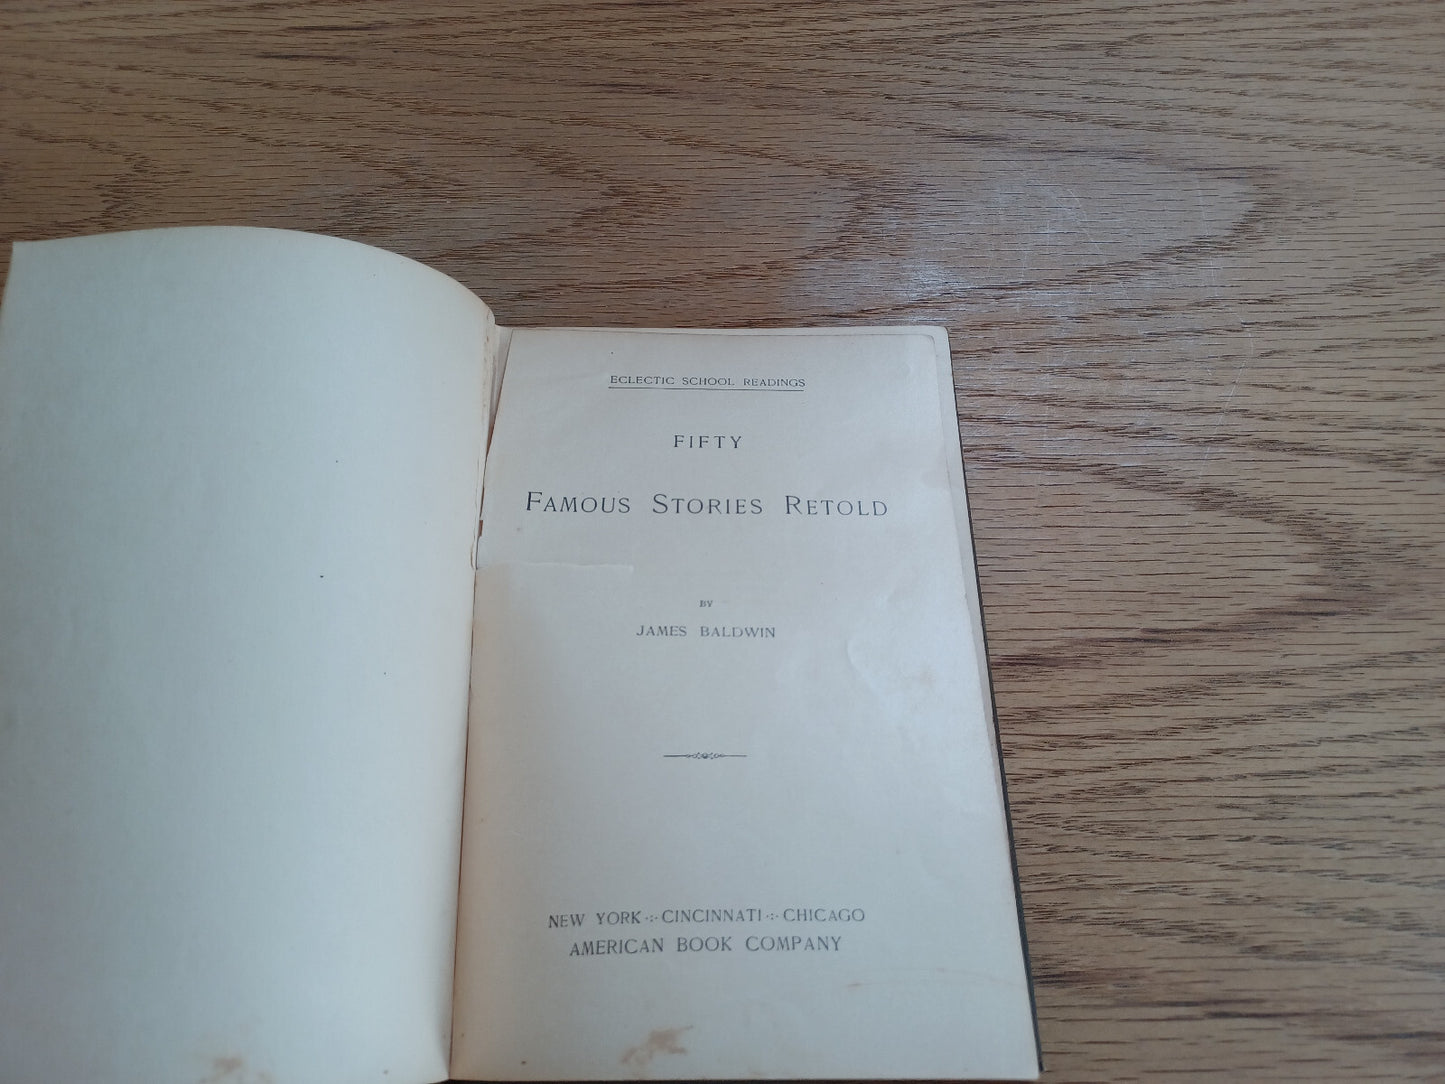 ECLECTIC SCHOOL READINGS
FIFTY
FAMOUS STORIES RETOLD
BY
JAMES BALDWIN
NEW YORK ·:· CINCINNATI ·:· CHICAGO
AMERICAN BOOK COMPANY